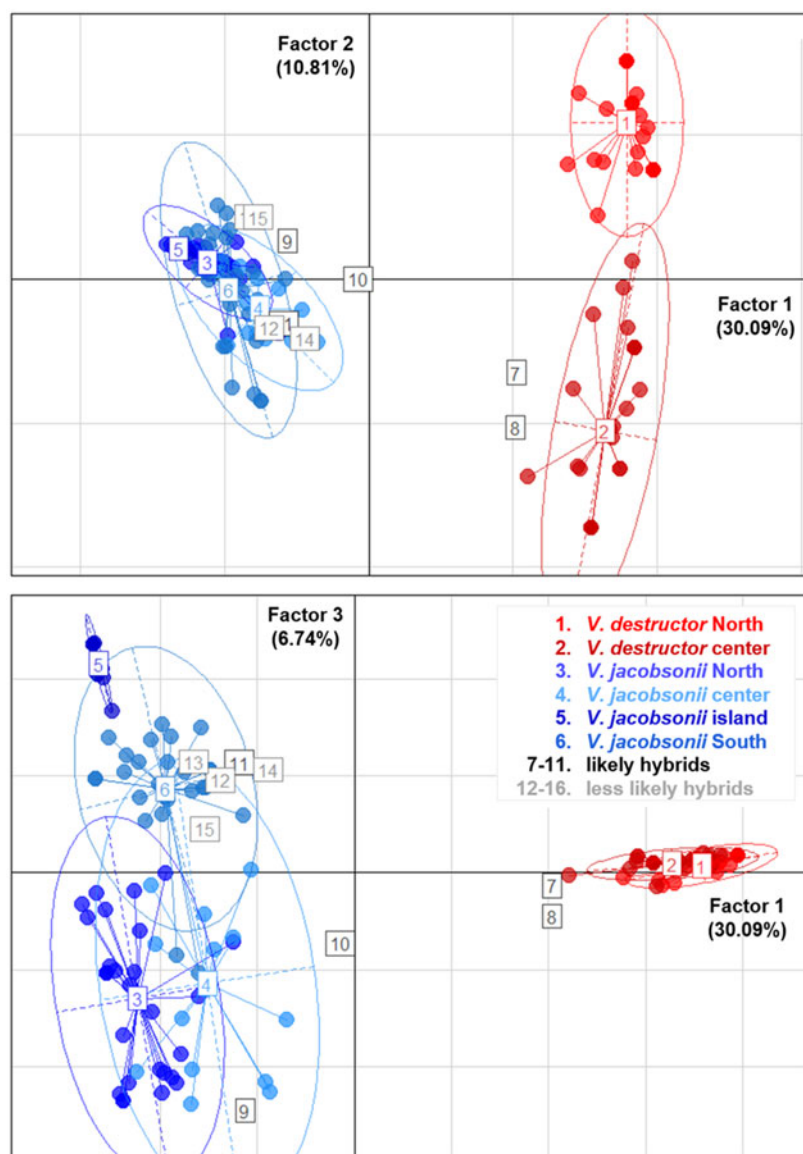 Factor 2
(10.81%)
1
15
9
5
3
10
6
4
12
14
Factor 1
(30.09%)
7
8
2
Factor 3
(6.74%)
1. V. destructor North
2. V. destructor center
3. V. jacobsonii North
4. V. jacobsonii center
5. V. jacobsonii island
6. V. jacobsonii South
7-11. likely hybrids
12-16. less likely hybrids
5
13
11
14
12
6
15
2
1
7
8
Factor 1
(30.09%)
10
4
3
9